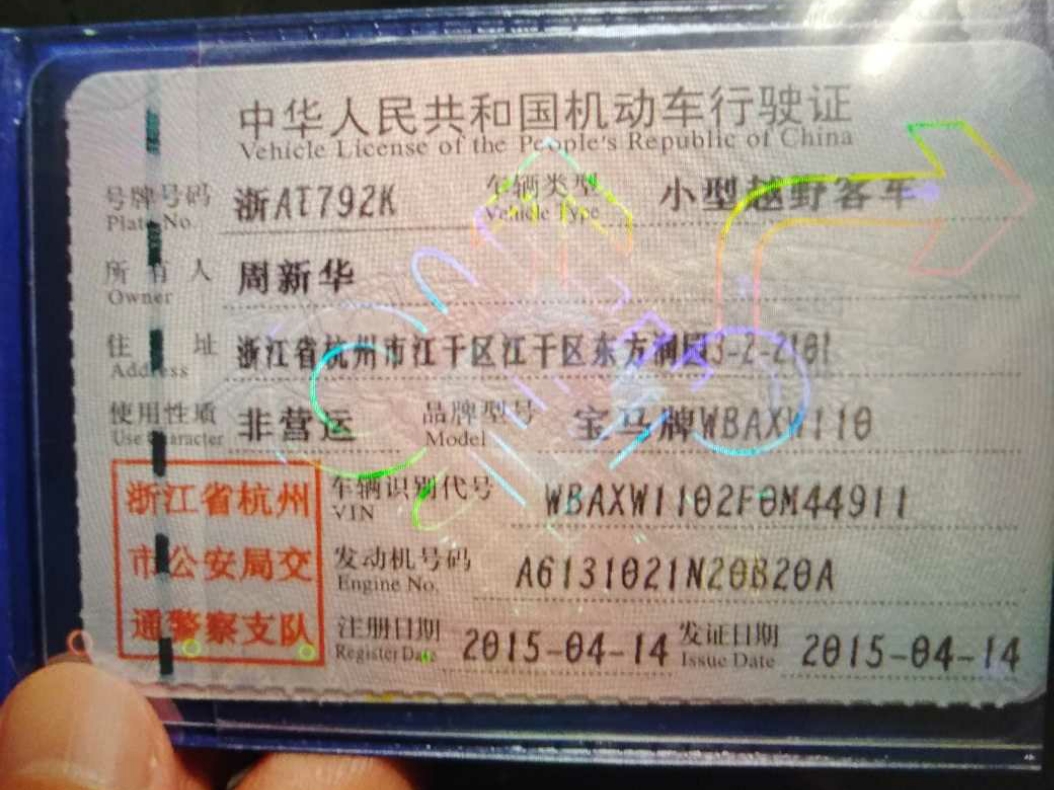 中华人民共和国机动车行驶证
Vehicle License of the People's Republic of China
号牌号码 浙AT792K 车辆类型 小型越野客车
Plate No. Vehicle Type
所有人 周新华
Owner
住址 浙江省杭州市江干区江干区东方润园3-2-2101
Address
使用性质 非营运 品牌型号 宝马牌WBAXW110
Use Character Model
浙江省杭州
市公安局交
通警察支队
车辆识别代号 WBAXW1102F0M44911
VIN
发动机号码 A6131021N20B20A
Engine No.
注册日期 2015-04-14 发证日期 2015-04-14
Register Date Issue Date